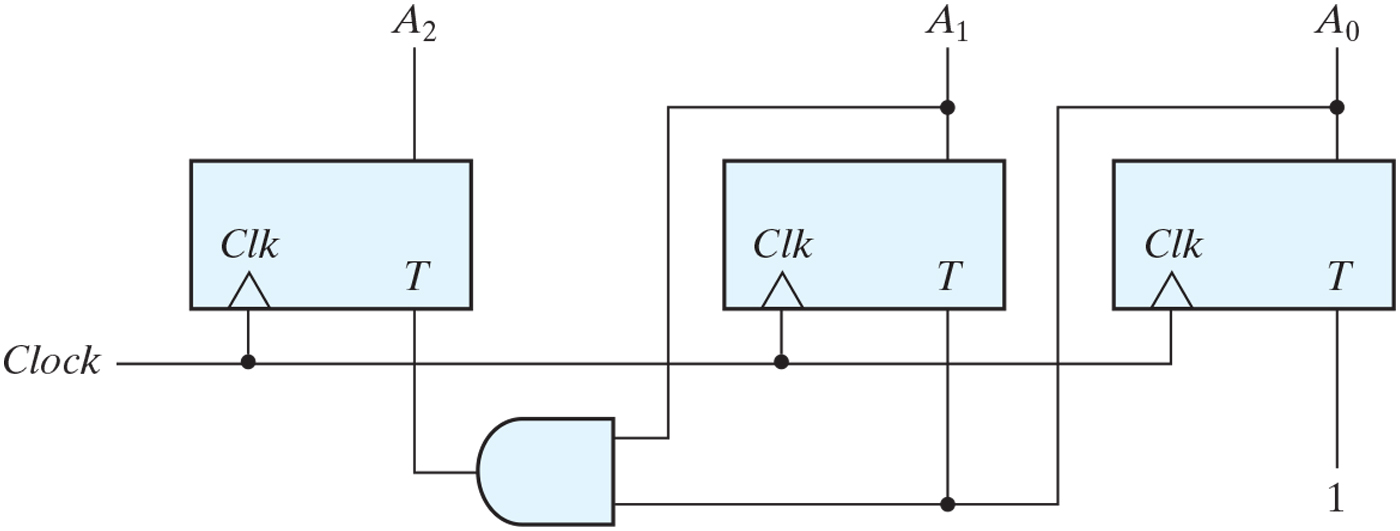 A₂ A₁ A₀
Clk Clk Clk
T T T
Clock
1